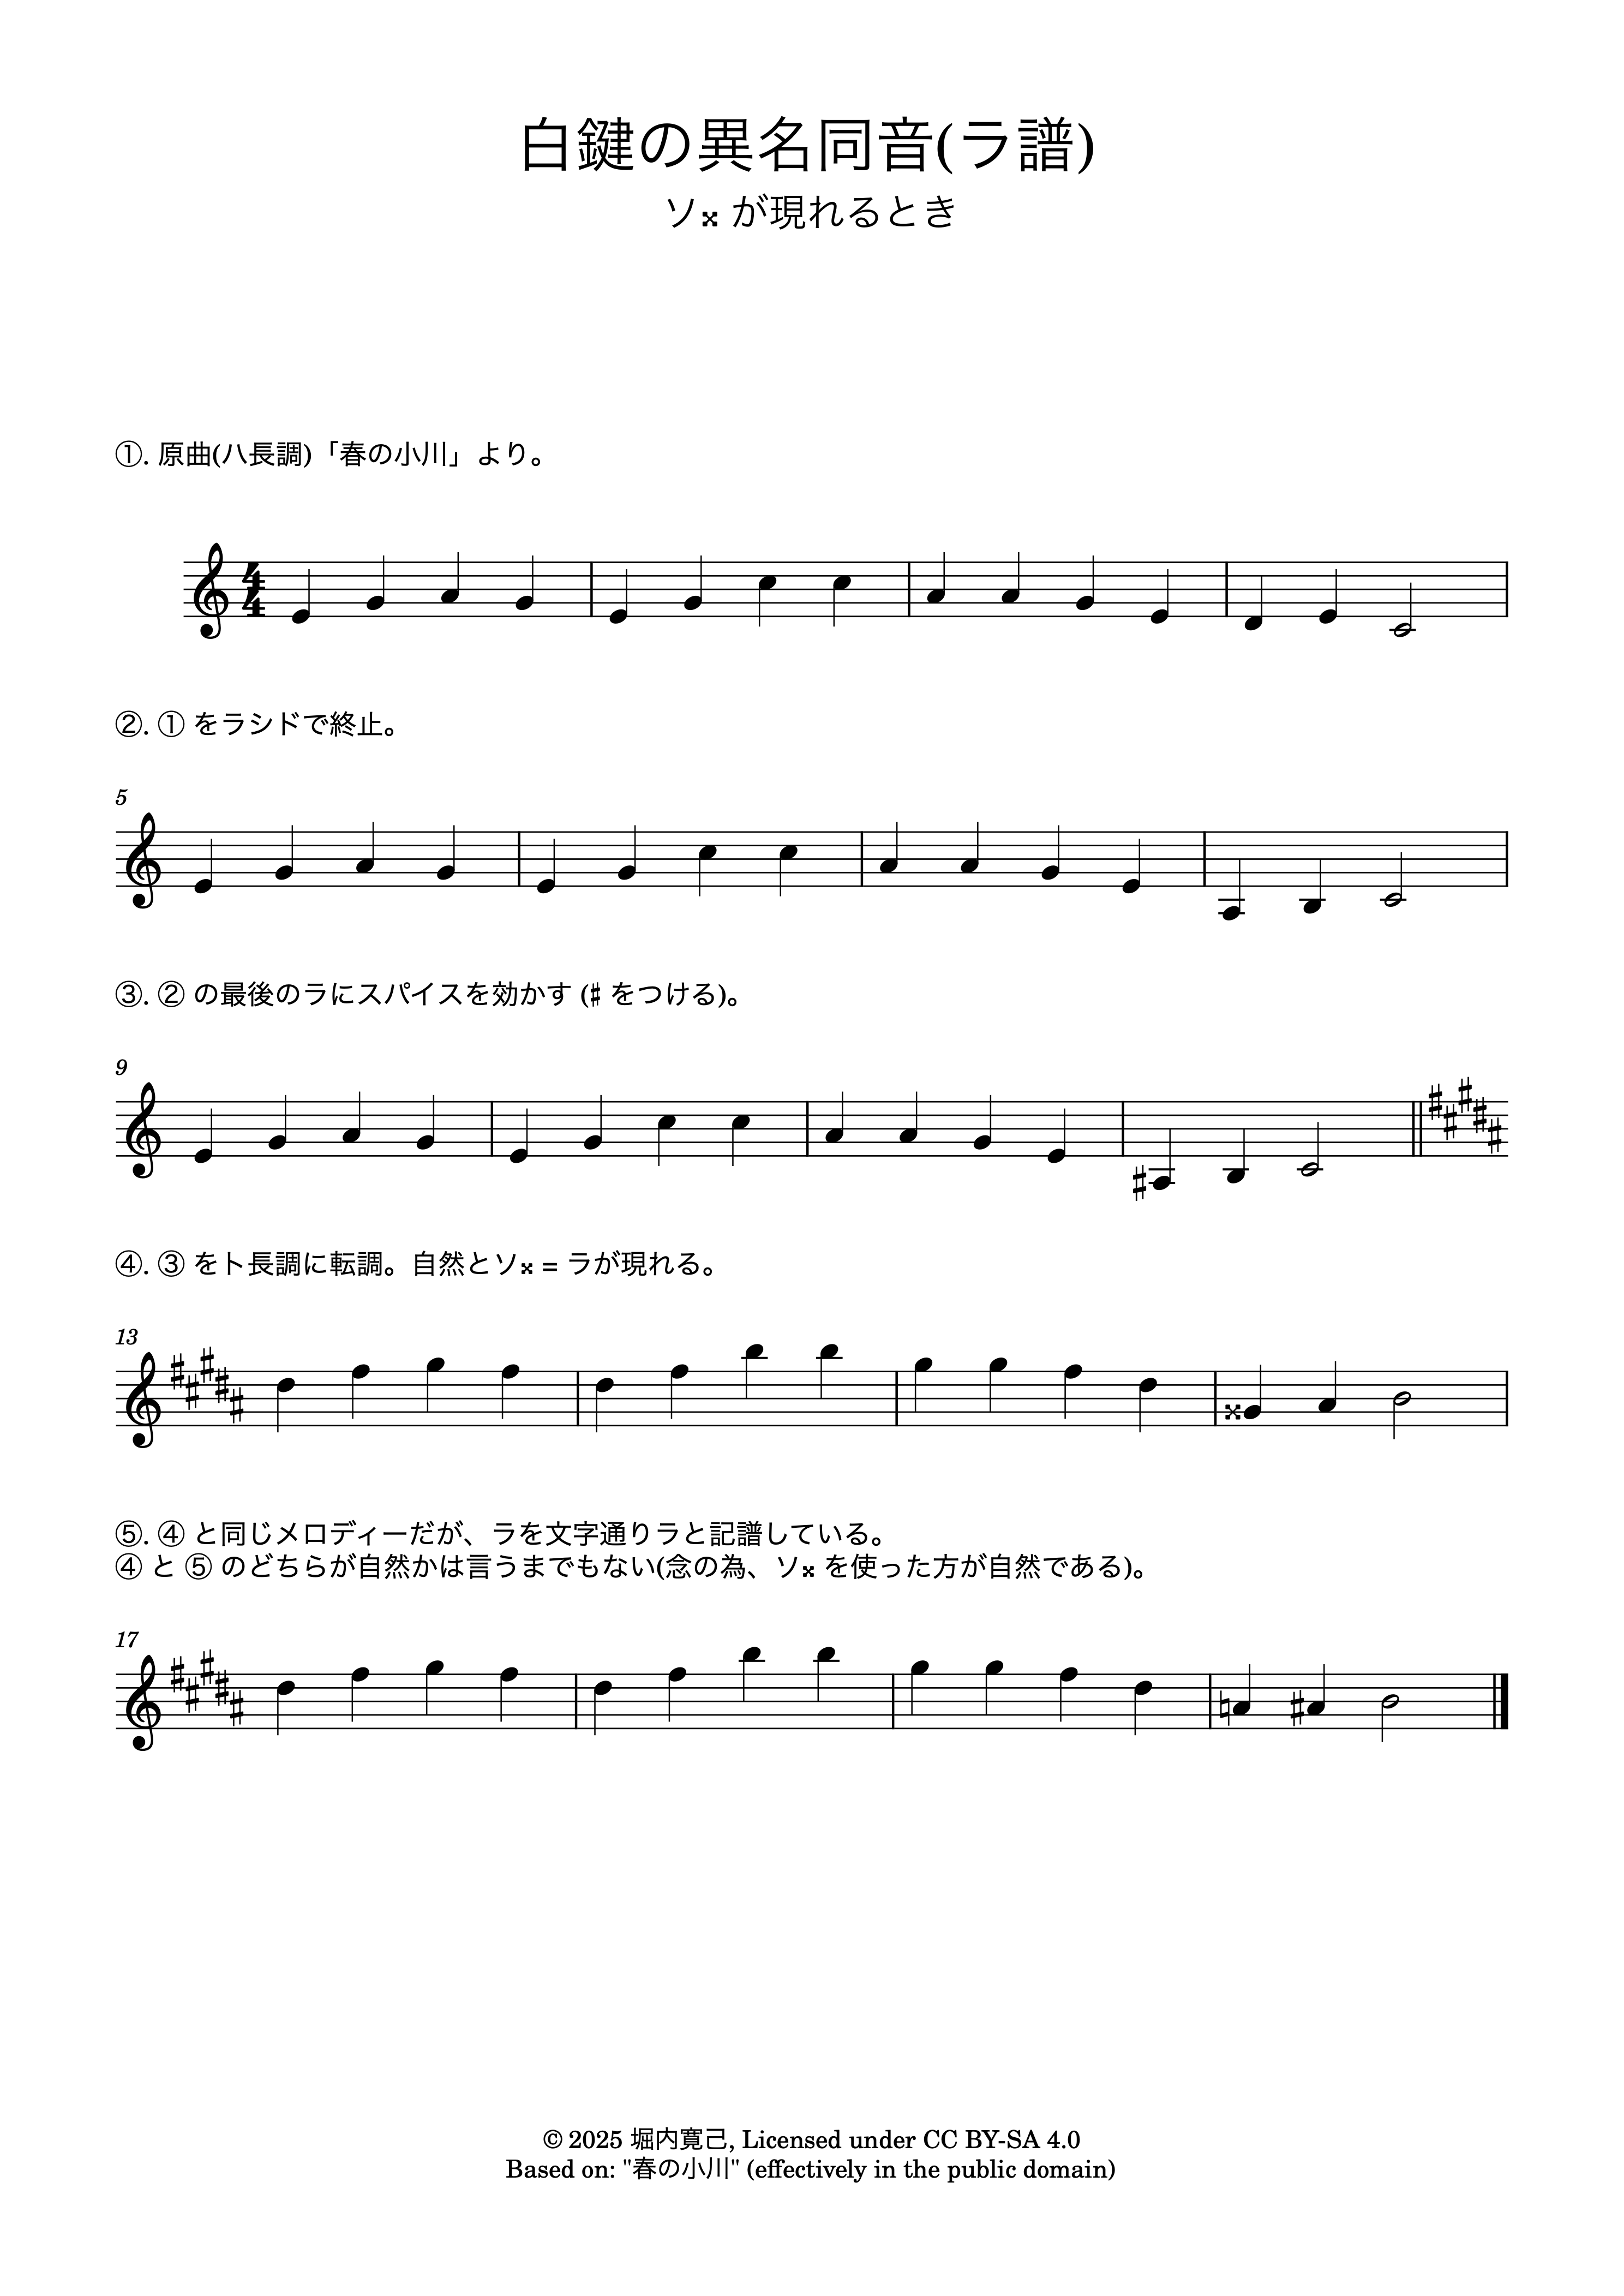 白鍵の異名同音(ラ譜)
ソ𝄪 が現れるとき
①. 原曲(ハ長調)「春の小川」より。
4
4
②. ① をラシドで終止。
5
③. ② の最後のラにスパイスを効かす (♯ をつける)。
9
④. ③ をト長調に転調。自然とソ𝄪 = ラが現れる。
13
⑤. ④ と同じメロディーだが、ラを文字通りラと記譜している。
④ と ⑤ のどちらが自然かは言うまでもない(念の為、ソ𝄪 を使った方が自然である)。
17
© 2025 堀内寛己, Licensed under CC BY-SA 4.0
Based on: "春の小川" (effectively in the public domain)